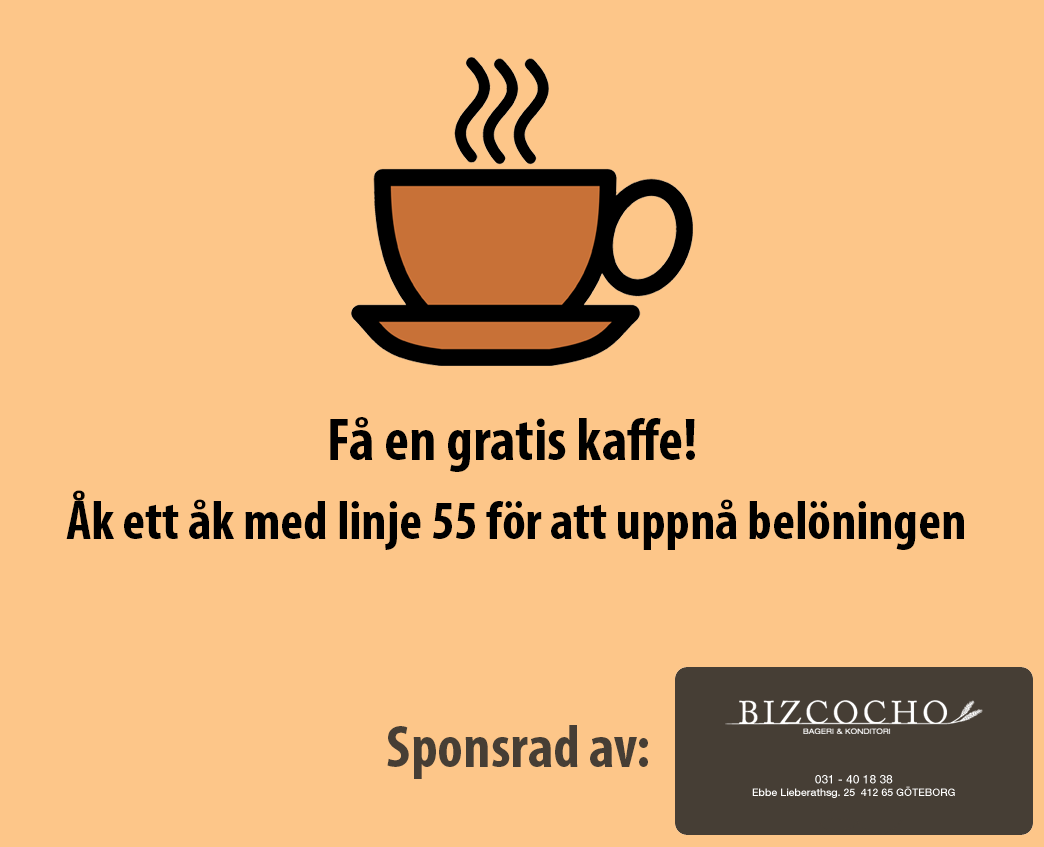 Få en gratis kaffe!
Åk ett åk med linje 55 för att uppnå belöningen
Sponsrad av:
BIZCOCHO
BAGERI & KONDITORI
031 - 40 18 38
Ebbe Lieberathsg. 25 412 65 GÖTEBORG